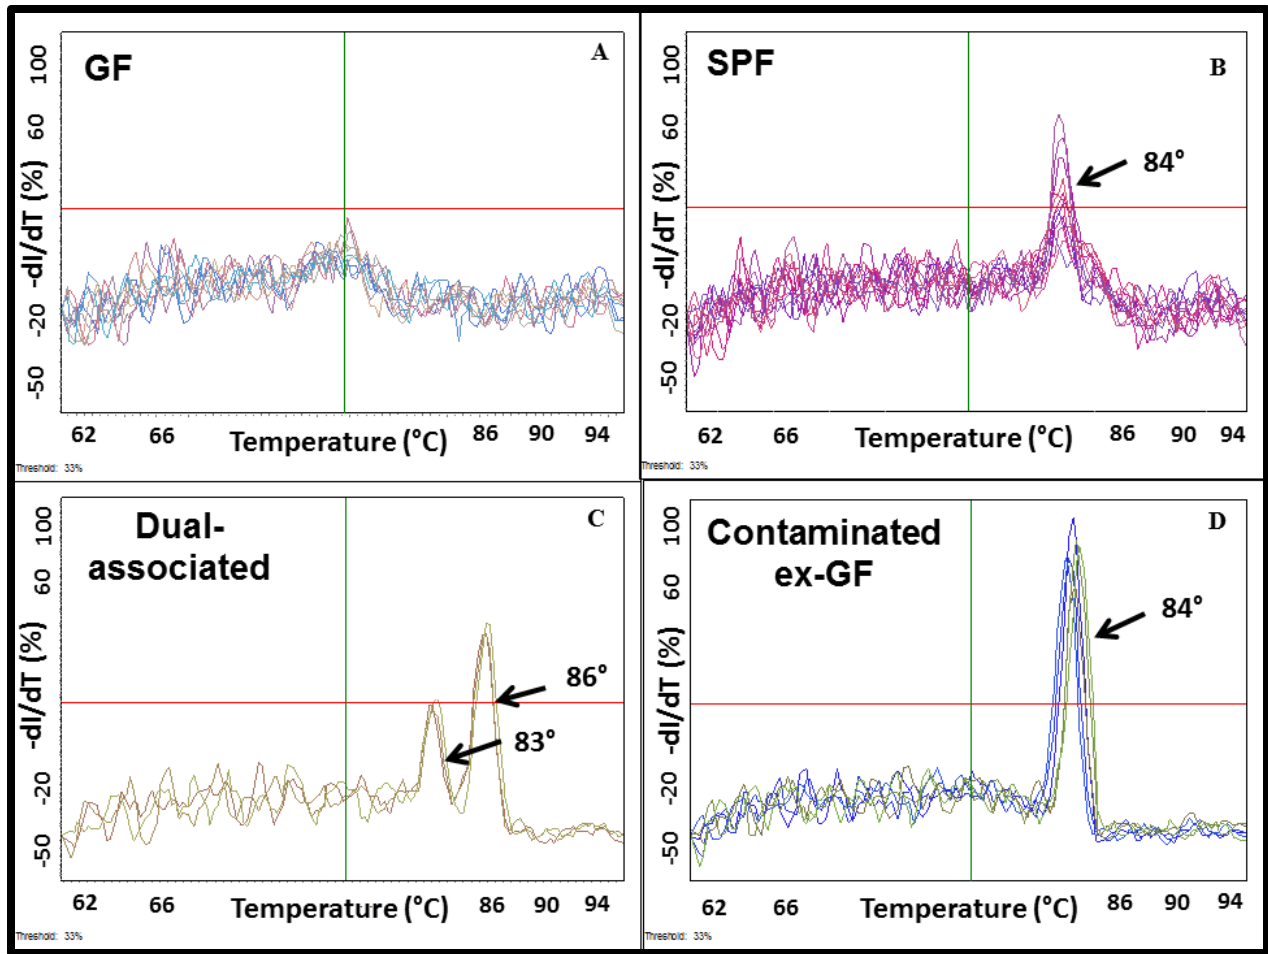 GF
A
100
60
-20
-50
-dI/dT (%)
62 66 Temperature (°C) 86 90 94
Threshold: 33%
SPF
B
84°
100
60
-20
-50
-dI/dT (%)
62 66 Temperature (°C) 86 90 94
Threshold: 33%
Dual-
associated
C
86°
83°
100
60
-20
-50
-dI/dT (%)
62 66 Temperature (°C) 86 90 94
Threshold: 33%
Contaminated
ex-GF
D
84°
100
60
-20
-50
-dI/dT (%)
62 66 Temperature (°C) 86 90 94
Threshold: 33%